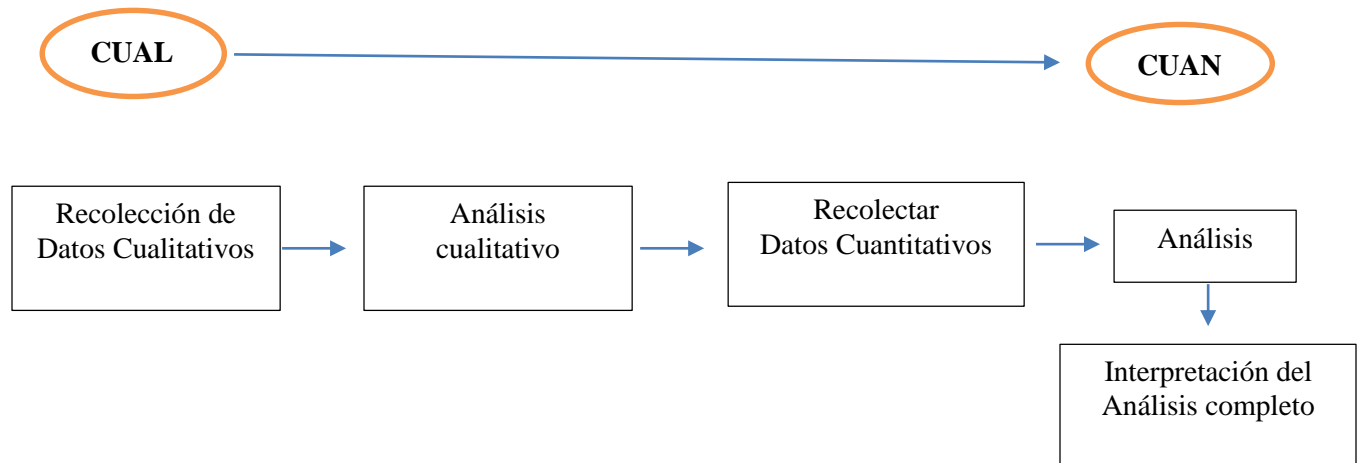 CUAL
CUAN
Recolección de
Datos Cualitativos
Análisis
cualitativo
Recolectar
Datos Cuantitativos
Análisis
Interpretación del
Análisis completo